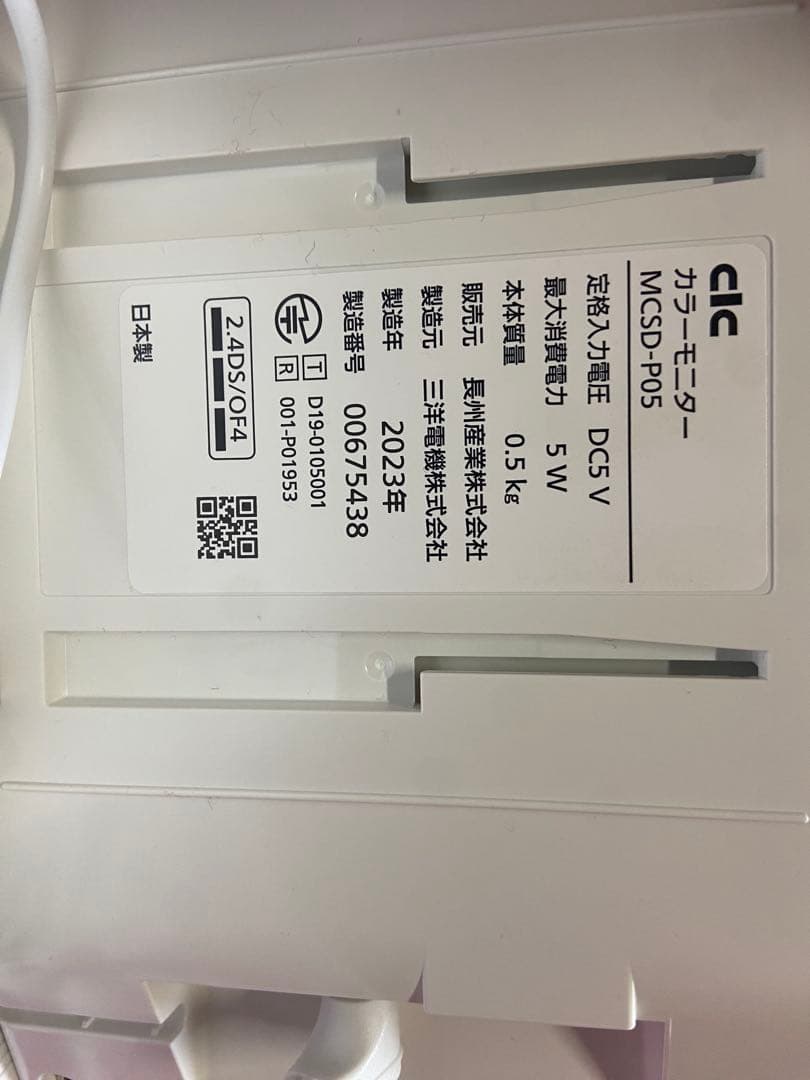 CIC
カラーモニター
MCSD-P05
定格入力電圧 DC5 V
最大消費電力 5 W
本体質量 0.5 kg
販売元 長州産業株式会社
製造元 三洋電機株式会社
製造年 2023年
製造番号 00675438
T D19-0105001
R 001-P01953
2.4DS/OF4
日本製